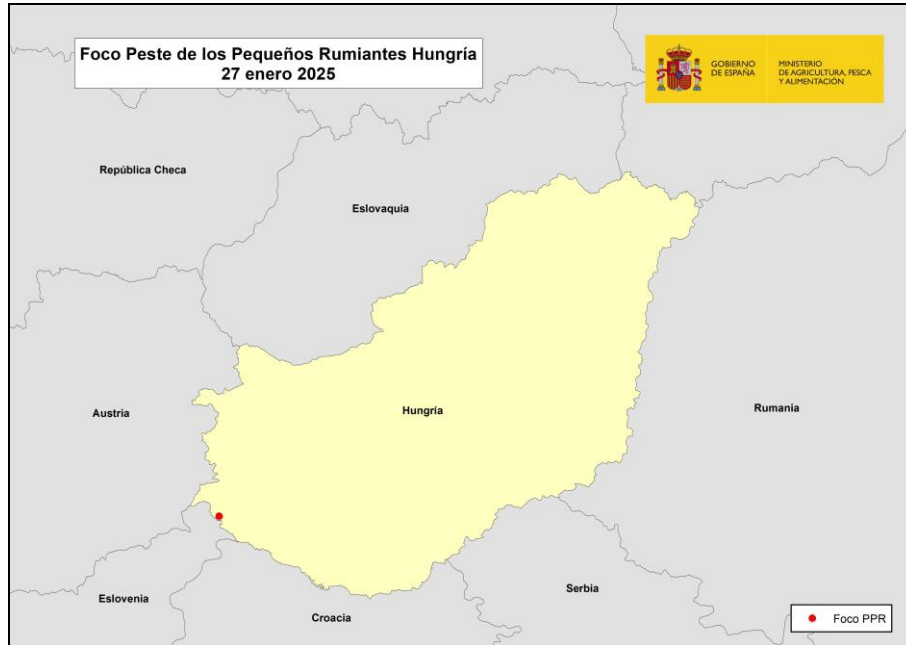 Foco Peste de los Pequeños Rumiantes Hungría
27 enero 2025
GOBIERNO
DE ESPAÑA
MINISTERIO
DE AGRICULTURA, PESCA
Y ALIMENTACIÓN
República Checa
Eslovaquia
Austria
Hungría
Rumania
Eslovenia
Croacia
Serbia
Foco PPR